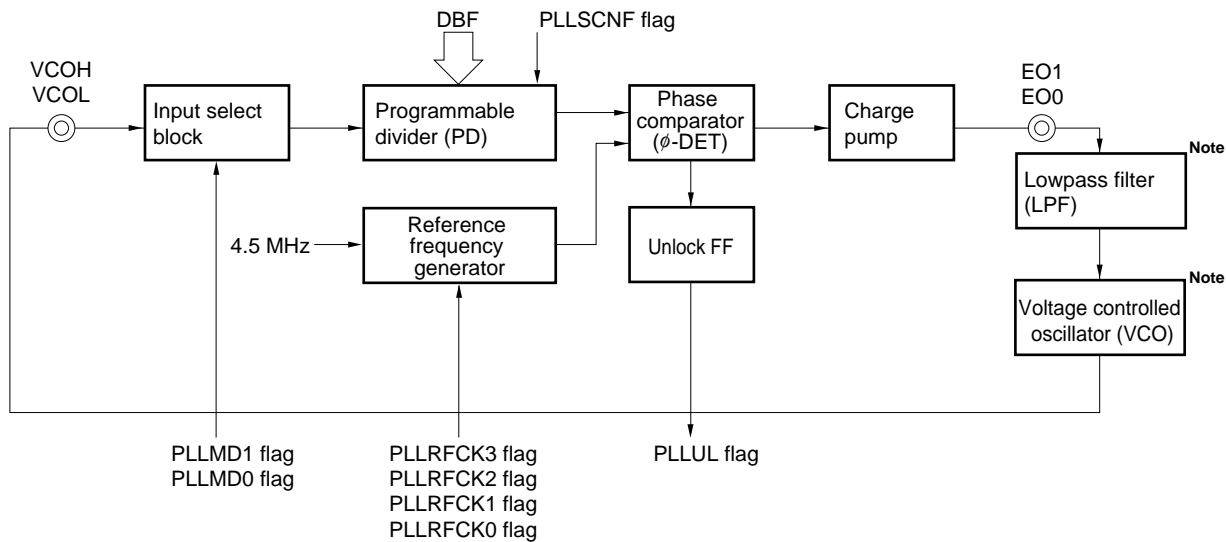 DBF
PLLSCNF flag
VCOH
VCOL
EO1
EO0
Input select
block
Programmable
divider (PD)
Phase
comparator
(ø-DET)
Charge
pump
Note
Lowpass filter
(LPF)
4.5 MHz
Reference
frequency
generator
Unlock FF
Note
Voltage controlled
oscillator (VCO)
PLLMD1 flag
PLLMD0 flag
PLLRFCK3 flag
PLLRFCK2 flag
PLLRFCK1 flag
PLLRFCK0 flag
PLLUL flag